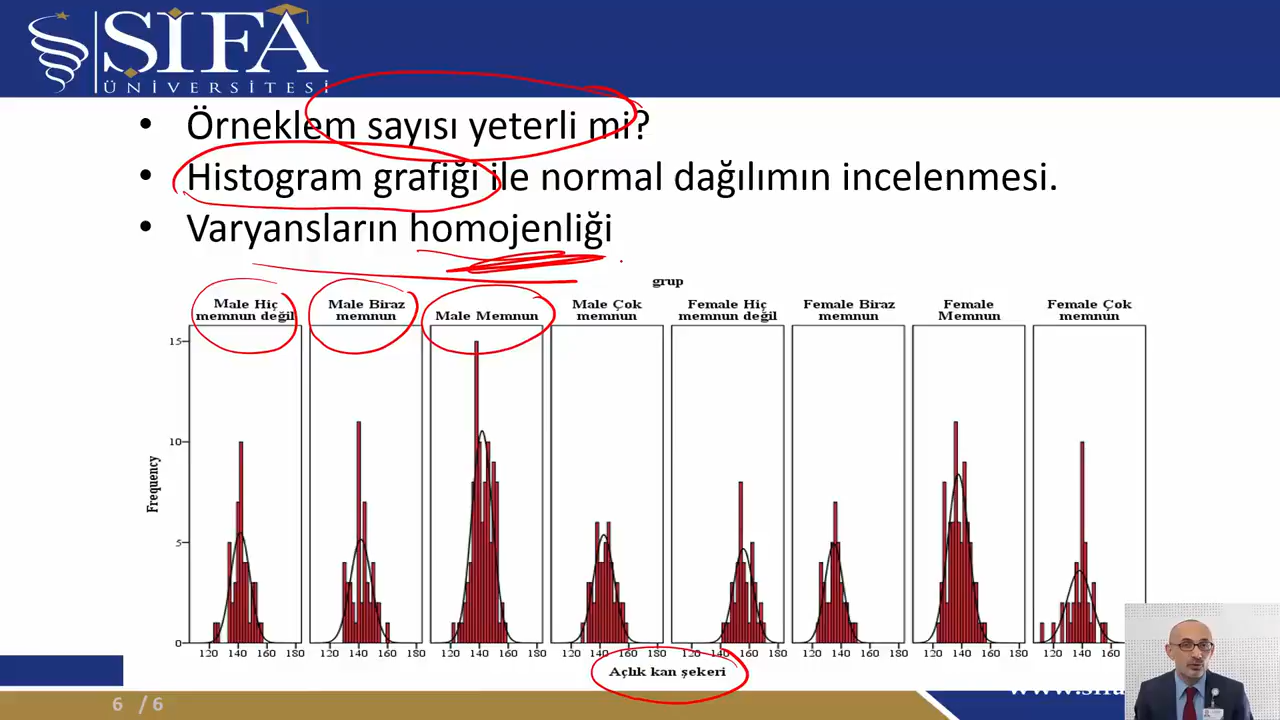 ŞİFA
ÜNİVERSİTESİ
• Örneklem sayısı yeterli mi?
• Histogram grafiği ile normal dağılımın incelenmesi.
• Varyansların homojenliği
grup
Male Hiç memnun değil
Male Biraz memnun
Male Memnun
Male Çok memnun
Female Hiç memnun değil
Female Biraz memnun
Female Memnun
Female Çok memnun
15
10
Frequency
5
0
120 140 160 180 120 140 160 180 120 140 160 180 120 140 160 180 120 140 160 180 120 140 160 180 120 140 160 180 120 140 160
Açlık kan şekeri
6 / 6